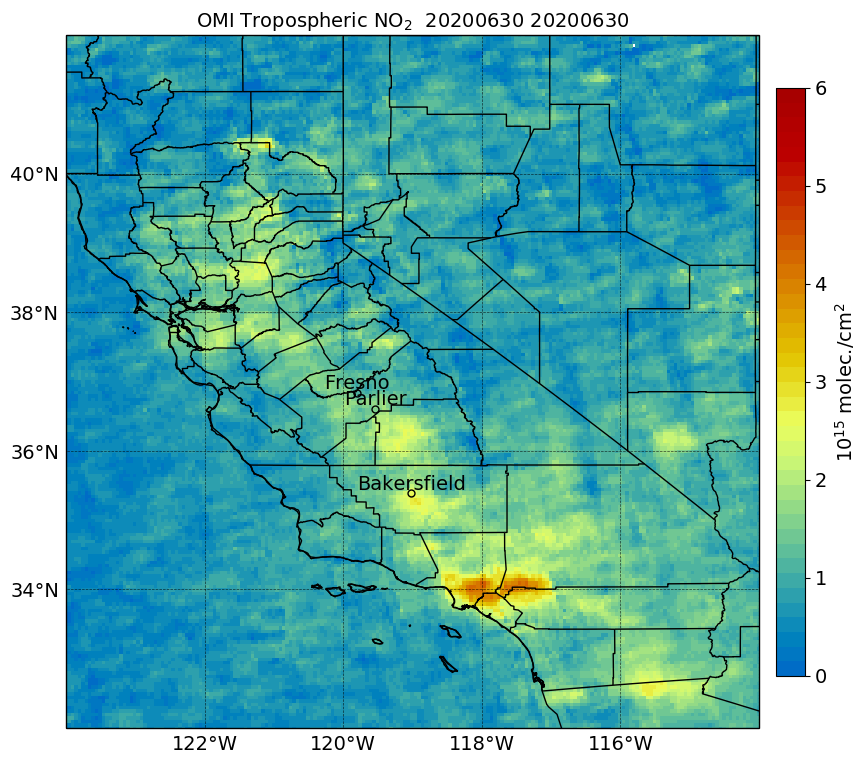 OMI Tropospheric NO₂ 20200630 20200630
6
40°N
5
4
38°N
10¹⁵ molec./cm²
3
Fresno
Parlier
36°N
2
Bakersfield
34°N
1
0
122°W 120°W 118°W 116°W